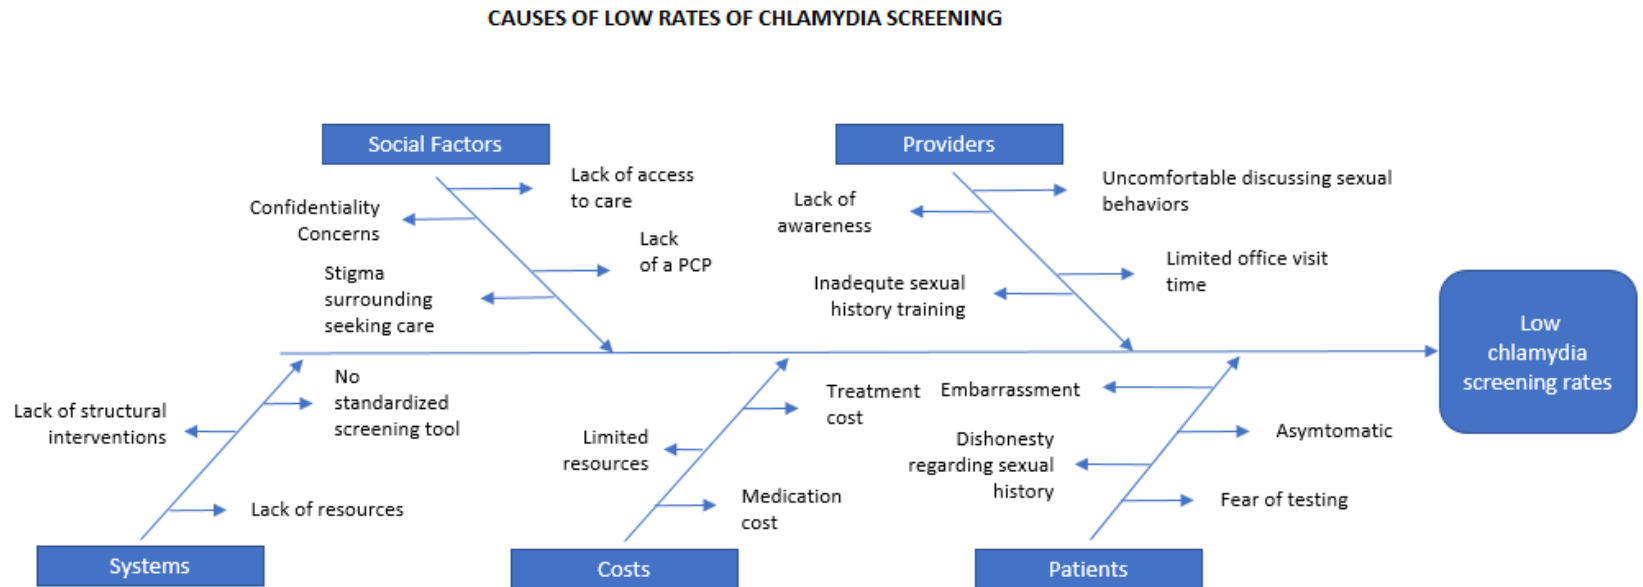 CAUSES OF LOW RATES OF CHLAMYDIA SCREENING
Social Factors
Lack of access
to care
Confidentiality
Concerns
Lack
of a PCP
Stigma
surrounding
seeking care
Providers
Uncomfortable discussing sexual
behaviors
Lack of
awareness
Limited office visit
time
Inadequte sexual
history training
Low
chlamydia
screening rates
No
standardized
screening tool
Lack of structural
interventions
Lack of resources
Systems
Treatment
cost
Limited
resources
Medication
cost
Costs
Embarrassment
Asymtomatic
Dishonesty
regarding sexual
history
Fear of testing
Patients